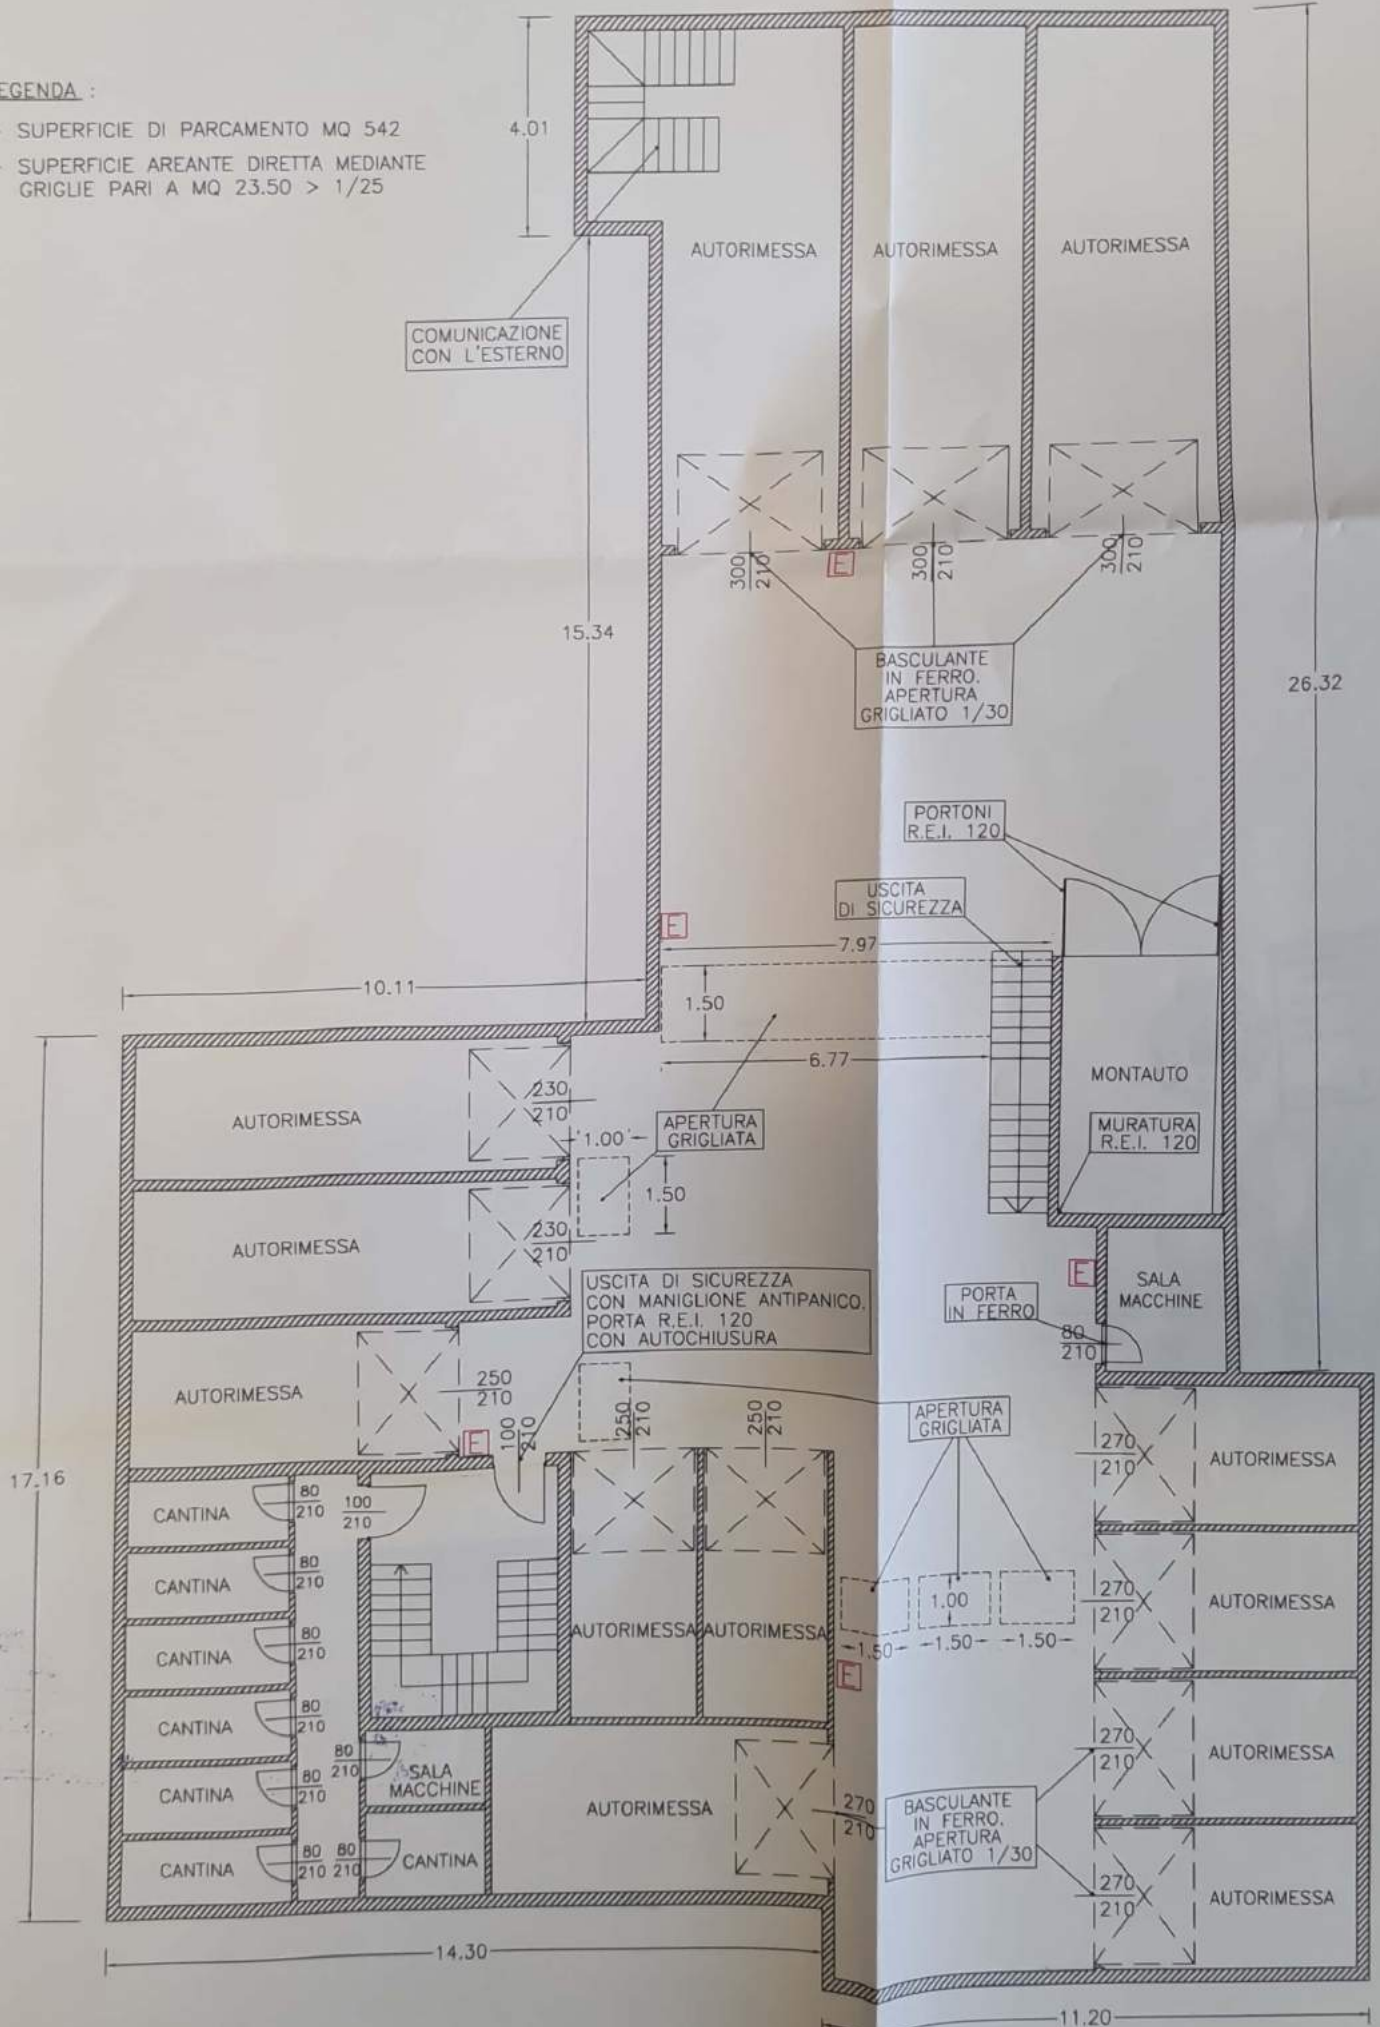 EGENDA :
SUPERFICIE DI PARCAMENTO MQ 542
SUPERFICIE AREANTE DIRETTA MEDIANTE
GRIGLIE PARI A MQ 23.50 > 1/25
4.01
AUTORIMESSA
AUTORIMESSA
AUTORIMESSA
COMUNICAZIONE
CON L'ESTERNO
300
210
E
300
210
300
210
15.34
26.32
BASCULANTE
IN FERRO.
APERTURA
GRIGLIATO 1/30
PORTONI
R.E.I. 120
USCITA
DI SICUREZZA
E
7.97
10.11
1.50
6.77
MONTAUTO
MURATURA
R.E.I. 120
AUTORIMESSA
230
210
1.00
APERTURA
GRIGLIATA
1.50
AUTORIMESSA
230
210
USCITA DI SICUREZZA
CON MANIGLIONE ANTIPANICO.
PORTA R.E.I. 120
CON AUTOCHIUSURA
E
SALA
MACCHINE
PORTA
IN FERRO
80
210
AUTORIMESSA
250
210
E
100
210
250
210
250
210
APERTURA
GRIGLIATA
270
210
AUTORIMESSA
17.16
CANTINA
80
210
100
210
CANTINA
80
210
AUTORIMESSA
AUTORIMESSA
1.00
1.50
1.50
1.50
270
210
AUTORIMESSA
CANTINA
80
210
E
CANTINA
80
210
80
210
SALA
MACCHINE
270
210
AUTORIMESSA
CANTINA
80
210
AUTORIMESSA
270
210
BASCULANTE
IN FERRO.
APERTURA
GRIGLIATO 1/30
CANTINA
80
210
80
210
CANTINA
270
210
AUTORIMESSA
14.30
11.20